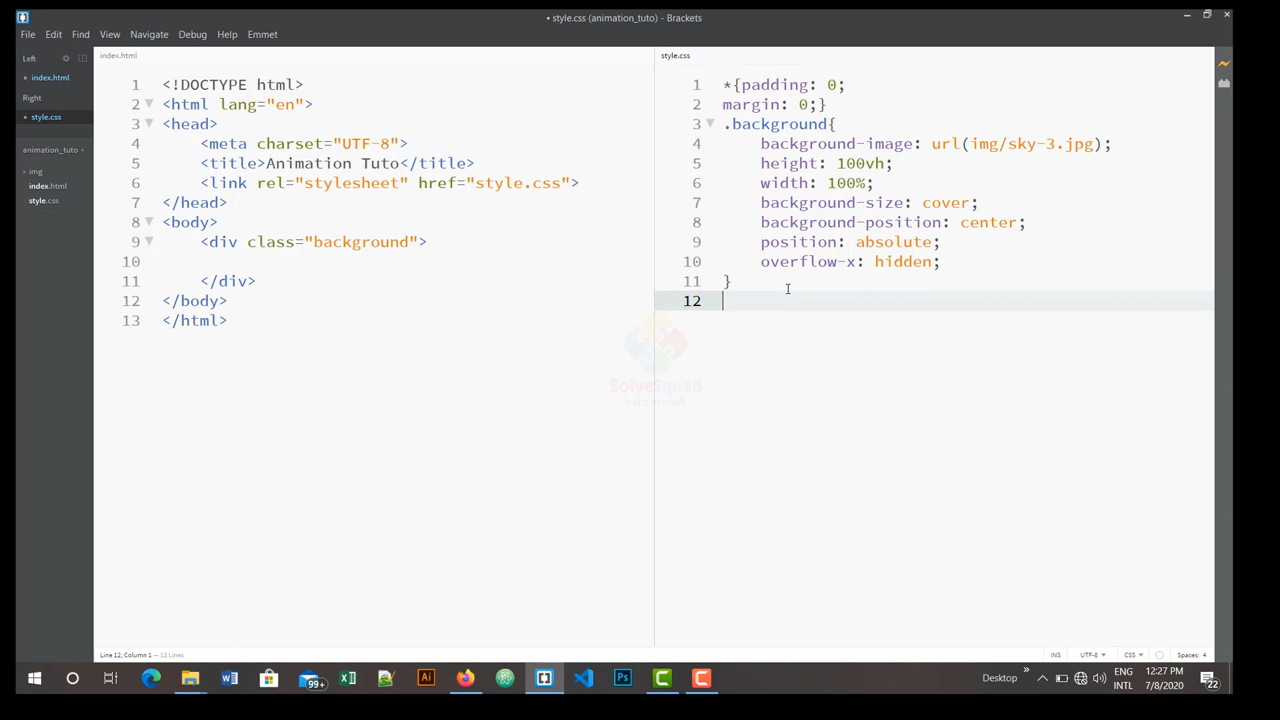 • style.css (animation_tuto) - Brackets
File Edit Find View Navigate Debug Help Emmet
Left
• index.html
Right
• style.css
animation_tuto
img
index.html
style.css
index.html
1 <!DOCTYPE html>
2 <html lang="en">
3 <head>
4 <meta charset="UTF-8">
5 <title>Animation Tuto</title>
6 <link rel="stylesheet" href="style.css">
7 </head>
8 <body>
9 <div class="background">
10
11 </div>
12 </body>
13 </html>
style.css
1 *{padding: 0;
2 margin: 0;}
3 .background{
4 background-image: url(img/sky-3.jpg);
5 height: 100vh;
6 width: 100%;
7 background-size: cover;
8 background-position: center;
9 position: absolute;
10 overflow-x: hidden;
11 }
12
SolveSquad
Line 12, Column 1 — 12 Lines
INS UTF-8 CSS Spaces: 4
99+
Desktop
ENG
INTL
12:27 PM
7/8/2020
22